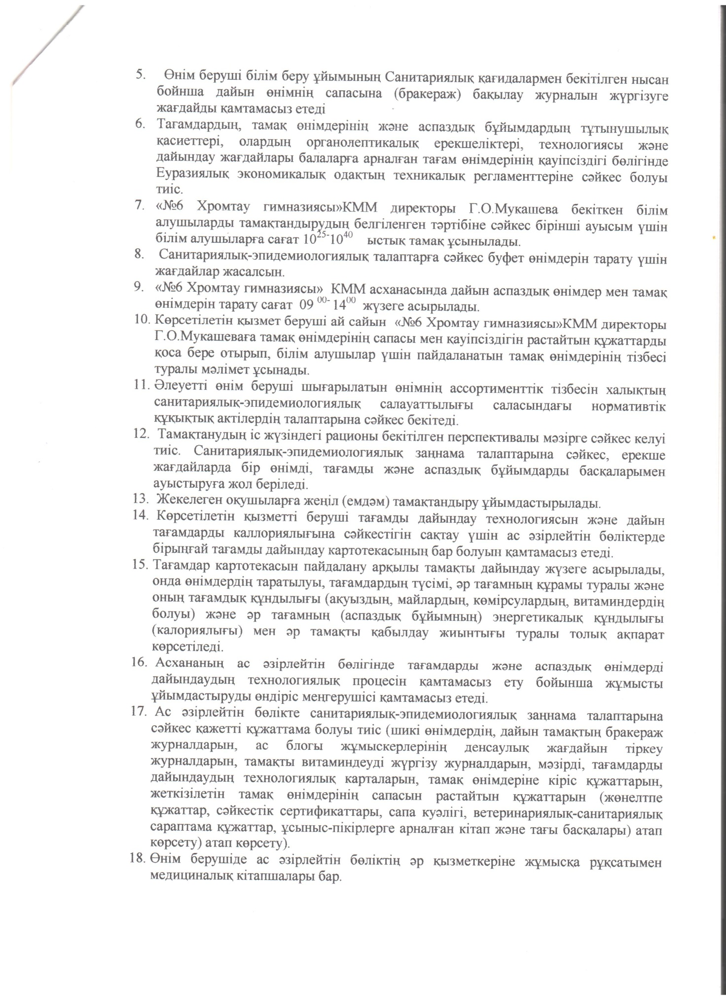 5. Өнім беруші білім беру ұйымының Санитариялық қағидалармен бекітілген нысан
бойнша дайын өнімнің сапасына (бракераж) бақылау журналын жүргізуге
жағдайды қамтамасыз етеді
6. Тағамдардың, тамақ өнімдерінің және аспаздық бұйымдардың тұтынушылық
қасиеттері, олардың органолептикалық ерекшеліктері, технологиясы және
дайындау жағдайлары балаларға арналған тағам өнімдерінің қауіпсіздігі бөлігінде
Еуразиялық экономикалық одақтың техникалық регламенттеріне сәйкес болуы
тиіс.
7. «№6 Хромтау гимназиясы»КММ директоры Г.О.Мукашева бекіткен білім
алушыларды тамақтандырудың белгіленген тәртібіне сәйкес бірінші ауысым үшін
білім алушыларға сағат 10²⁵⁻10⁴⁰ ыстық тамақ ұсынылады.
8. Санитариялық-эпидемиологиялық талаптарға сәйкес буфет өнімдерін тарату үшін
жағдайлар жасалсын.
9. «№6 Хромтау гимназиясы» КММ асханасында дайын аспаздық өнімдер мен тамақ
өнімдерін тарату сағат 09 ⁰⁰⁻ 14⁰⁰ жүзеге асырылады.
10. Көрсетілетін қызмет беруші ай сайын «№6 Хромтау гимназиясы»КММ директоры
Г.О.Мукашеваға тамақ өнімдерінің сапасы мен қауіпсіздігін растайтын құжаттарды
қоса бере отырып, білім алушылар үшін пайдаланатын тамақ өнімдерінің тізбесі
туралы мәлімет ұсынады.
11. Әлеуетті өнім беруші шығарылатын өнімнің ассортименттік тізбесін халықтың
санитариялық-эпидемиологиялық салауаттылығы саласындағы нормативтік
құқықтық актілердің талаптарына сәйкес бекітеді.
12. Тамақтанудың іс жүзіндегі рационы бекітілген перспективалы мәзірге сәйкес келуі
тиіс. Санитариялық-эпидемиологиялық заңнама талаптарына сәйкес, ерекше
жағдайларда бір өнімді, тағамды және аспаздық бұйымдарды басқаларымен
ауыстыруға жол беріледі.
13. Жекелеген оқушыларға жеңіл (емдәм) тамақтандыру ұйымдастырылады.
14. Көрсетілетін қызметті беруші тағамды дайындау технологиясын және дайын
тағамдарды каллориялығына сәйкестігін сақтау үшін ас әзірлейтін бөліктерде
бірыңғай тағамды дайындау картотекасының бар болуын қамтамасыз етеді.
15. Тағамдар картотекасын пайдалану арқылы тамақты дайындау жүзеге асырылады,
онда өнімдердің таратылуы, тағамдардың түсімі, әр тағамның құрамы туралы және
оның тағамдық құндылығы (ақуыздың, майлардың, көмірсулардың, витаминдердің
болуы) және әр тағамның (аспаздық бұйымның) энергетикалық құндылығы
(калориялығы) мен әр тамақты қабылдау жиынтығы туралы толық ақпарат
көрсетіледі.
16. Асхананың ас әзірлейтін бөлігінде тағамдарды және аспаздық өнімдерді
дайындаудың технологиялық процесін қамтамасыз ету бойынша жұмысты
ұйымдастыруды өндіріс меңгерушісі қамтамасыз етеді.
17. Ас әзірлейтін бөлікте санитариялық-эпидемиологиялық заңнама талаптарына
сәйкес қажетті құжаттама болуы тиіс (шикі өнімдердің, дайын тамақтың бракераж
журналдарын, ас блогы жұмыскерлерінің денсаулық жағдайын тіркеу
журналдарын, тамақты витаминдеуді жүргізу журналдарын, мәзірді, тағамдарды
дайындаудың технологиялық карталарын, тамақ өнімдеріне кіріс құжаттарын,
жеткізілетін тамақ өнімдерінің сапасын растайтын құжаттарын (жөнелтпе
құжаттар, сәйкестік сертификаттары, сапа куәлігі, ветеринариялық-санитариялық
сараптама құжаттар, ұсыныс-пікірлерге арналған кітап және тағы басқалары) атап
көрсету) атап көрсету).
18. Өнім берушіде ас әзірлейтін бөліктің әр қызметкеріне жұмысқа рұқсатымен
медициналық кітапшалары бар.